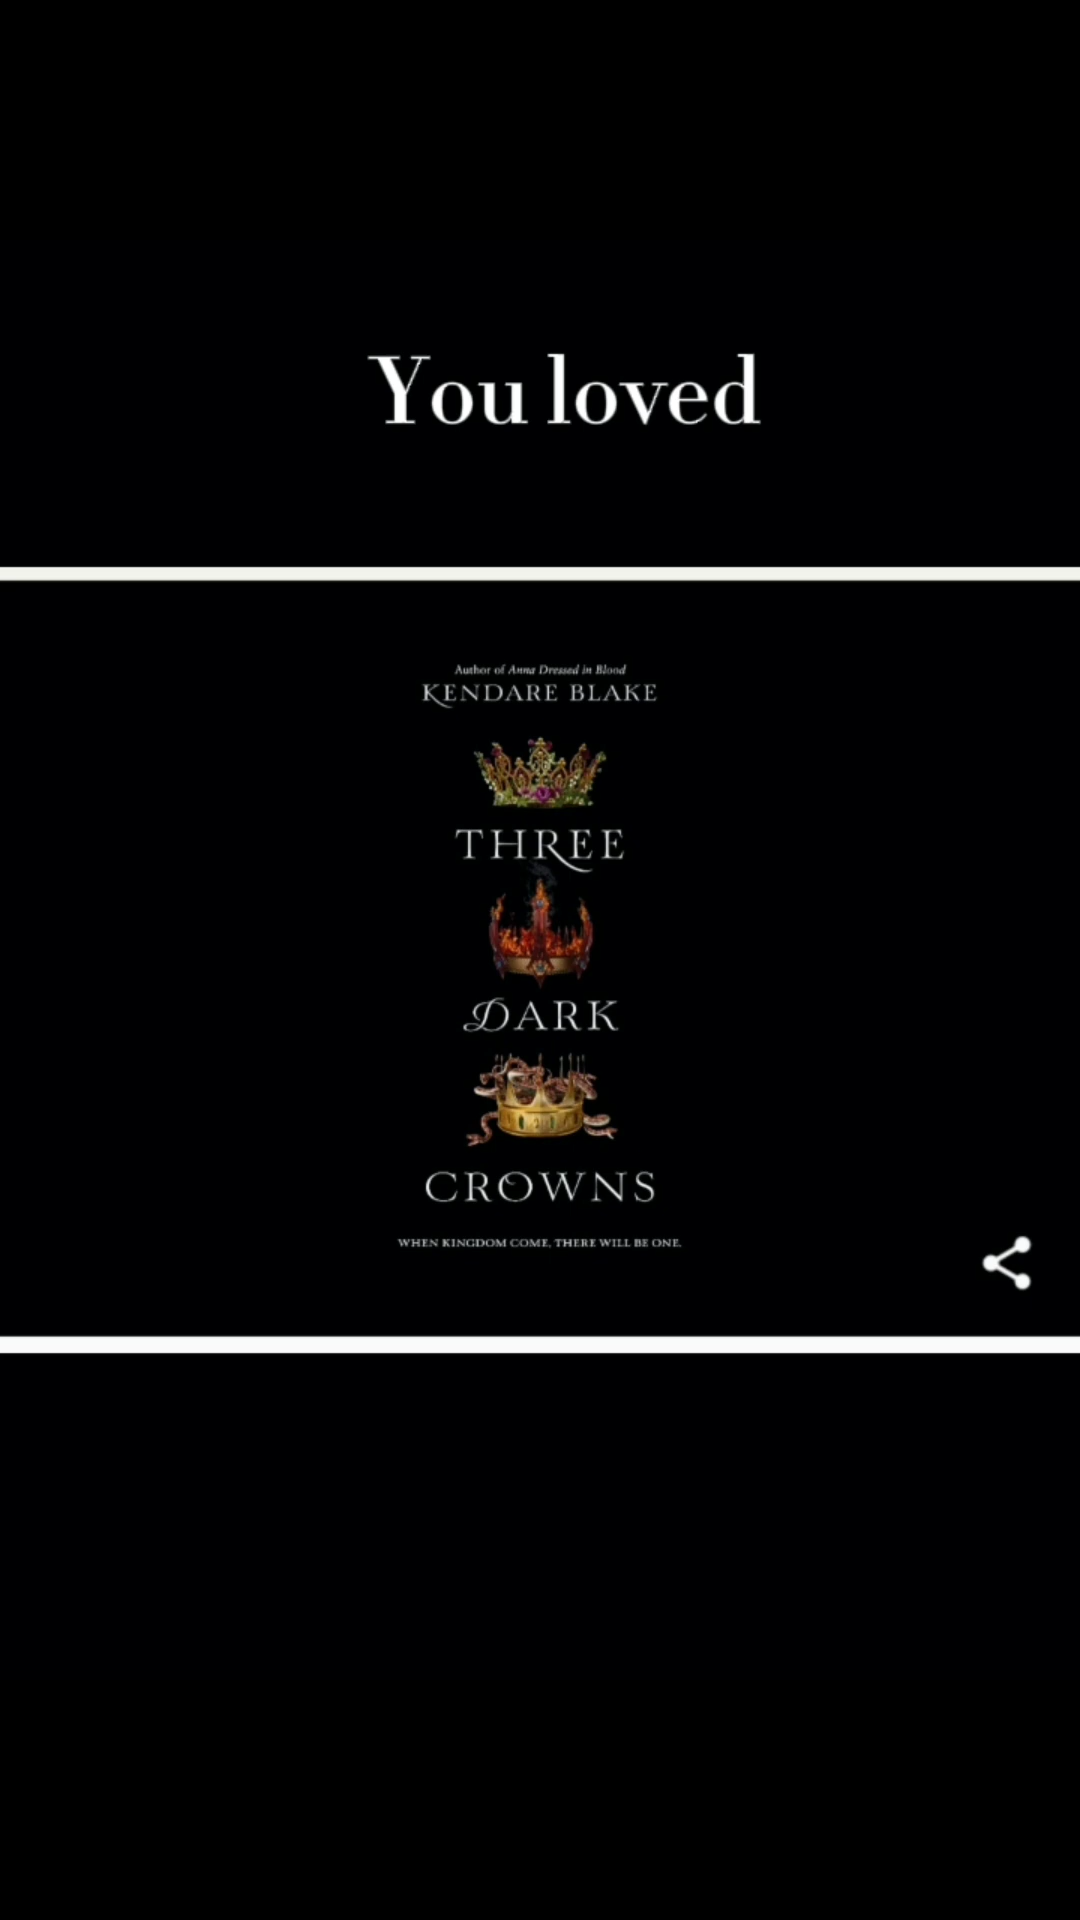 You loved
Author of Anna Dressed in Blood
KENDARE BLAKE
THREE
DARK
CROWNS
WHEN KINGDOM COME, THERE WILL BE ONE.